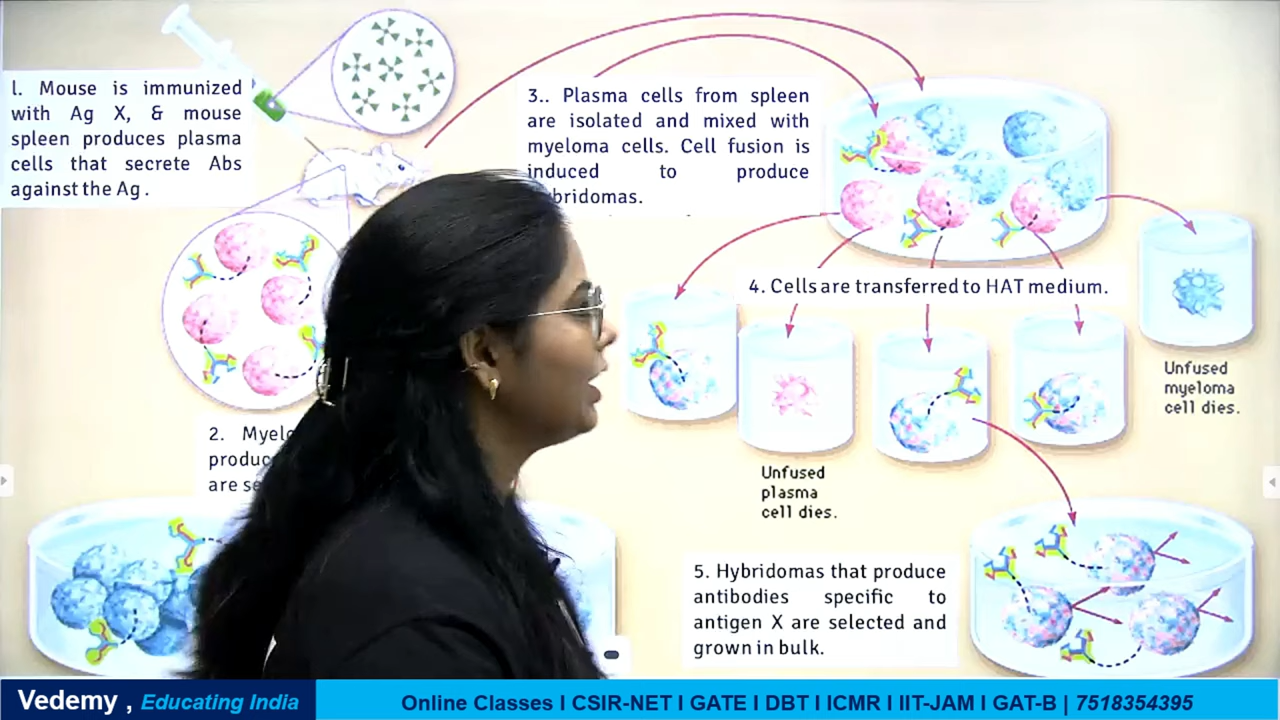 l. Mouse is immunized
with Ag X, & mouse
spleen produces plasma
cells that secrete Abs
against the Ag.
3.. Plasma cells from spleen
are isolated and mixed with
myeloma cells. Cell fusion is
induced to produce
bridomas.
4. Cells are transferred to HAT medium.
Unfused
myeloma
cell dies.
2.
are
Unfused
plasma
cell dies.
5. Hybridomas that produce
antibodies specific to
antigen X are selected and
grown in bulk.
Vedemy , Educating India
Online Classes I CSIR-NET I GATE I DBT I ICMR I IIT-JAM I GAT-B | 7518354395